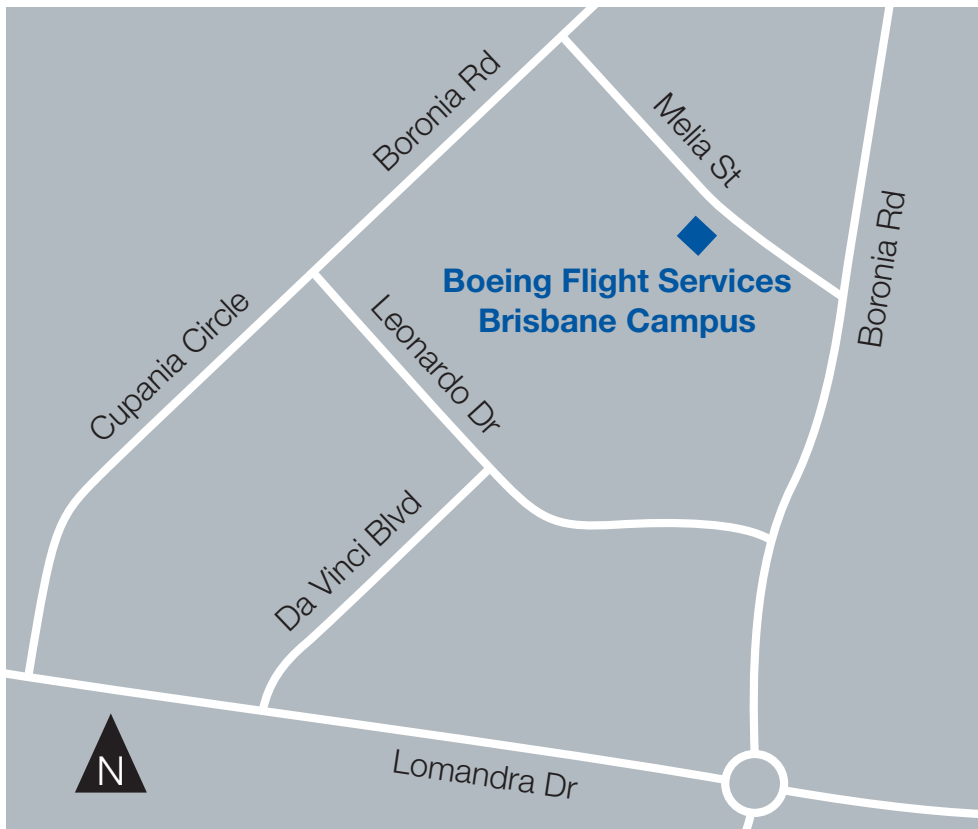 Boronia Rd
Melia St
Boronia Rd
Boeing Flight Services
Brisbane Campus
Cupania Circle
Leonardo Dr
Da Vinci Blvd
N
Lomandra Dr